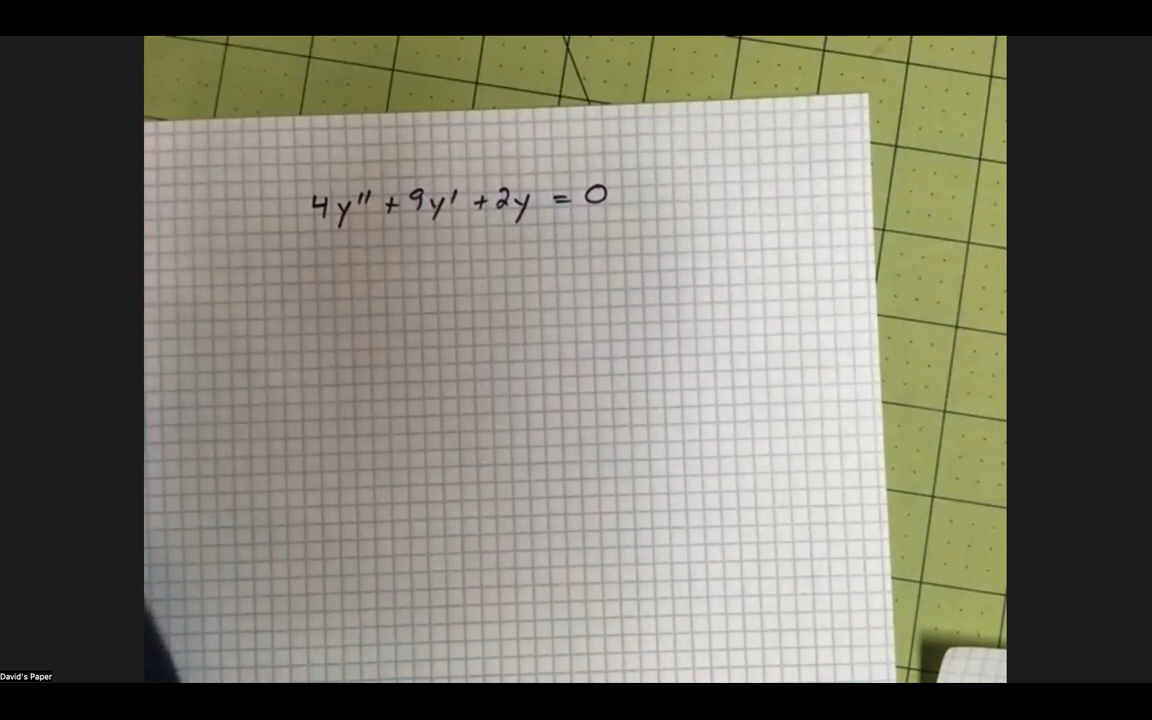 4y'' + 9y' + 2y = 0
David's Paper